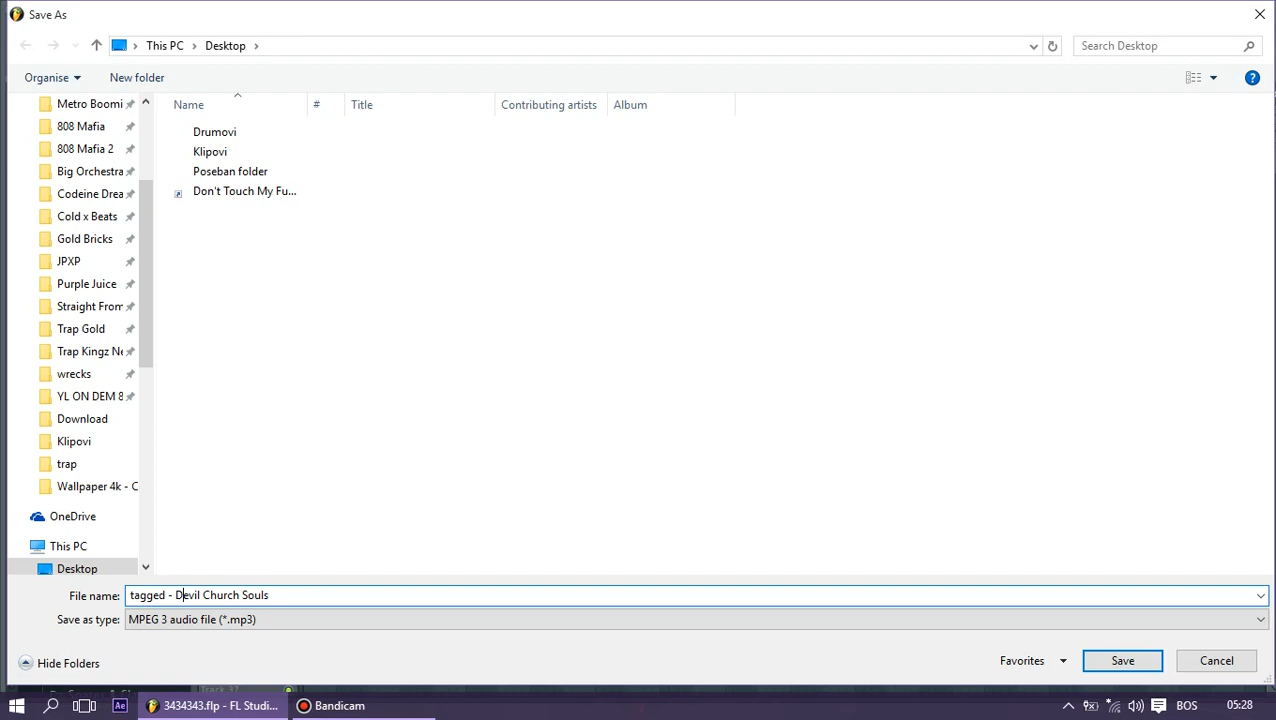 Save As
This PC
Desktop
Search Desktop
Organise
New folder
Name
#
Title
Contributing artists
Album
Metro Boomi
808 Mafia
808 Mafia 2
Big Orchestra
Codeine Drea
Cold x Beats
Gold Bricks
JPXP
Purple Juice
Straight From
Trap Gold
Trap Kingz Ne
wrecks
YL ON DEM 8
Download
Klipovi
trap
Wallpaper 4k - C
OneDrive
This PC
Desktop
Drumovi
Klipovi
Poseban folder
Don't Touch My Fu...
File name:
tagged - Devil Church Souls
Save as type:
MPEG 3 audio file (*.mp3)
Hide Folders
Favorites
Save
Cancel
Track 37
Ae
3434343.flp - FL Studi...
Bandicam
BOS
05:28